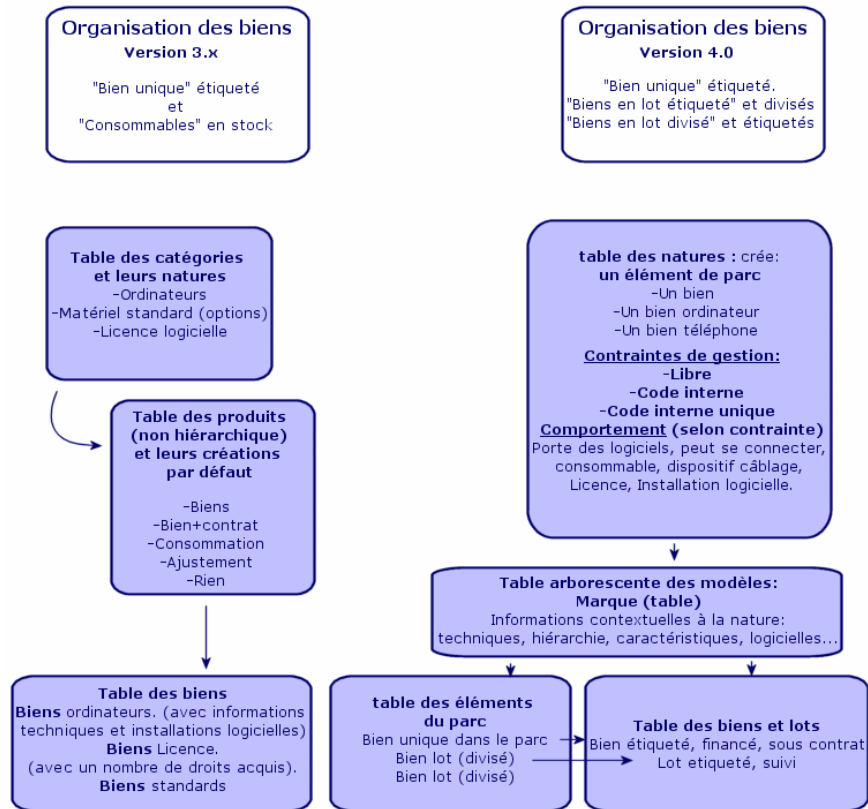 Organisation des biens
Version 3.x
"Bien unique" étiqueté
et
"Consommables" en stock
Organisation des biens
Version 4.0
"Bien unique" étiqueté.
"Biens en lot étiqueté" et divisés
"Biens en lot divisé" et étiquetés
Table des catégories
et leurs natures
-Ordinateurs
-Matériel standard (options)
-Licence logicielle
Table des produits
(non hiérarchique)
et leurs créations
par défaut
-Biens
-Bien+contrat
-Consommation
-Ajustement
-Rien
Table des biens
Biens ordinateurs. (avec informations
techniques et installations logicielles)
Biens Licence.
(avec un nombre de droits acquis).
Biens standards
table des natures : crée:
un élément de parc
-Un bien
-Un bien ordinateur
-Un bien téléphone
Contraintes de gestion:
-Libre
-Code interne
-Code interne unique
Comportement (selon contrainte)
Porte des logiciels, peut se connecter,
consommable, dispositif câblage,
Licence, Installation logicielle.
Table arborescente des modèles:
Marque (table)
Informations contextuelles à la nature:
techniques, hiérarchie, caractéristiques, logicielles...
table des éléments
du parc
Bien unique dans le parc
Bien lot (divisé)
Bien lot (divisé)
Table des biens et lots
Bien étiqueté, financé, sous contrat
Lot etiqueté, suivi